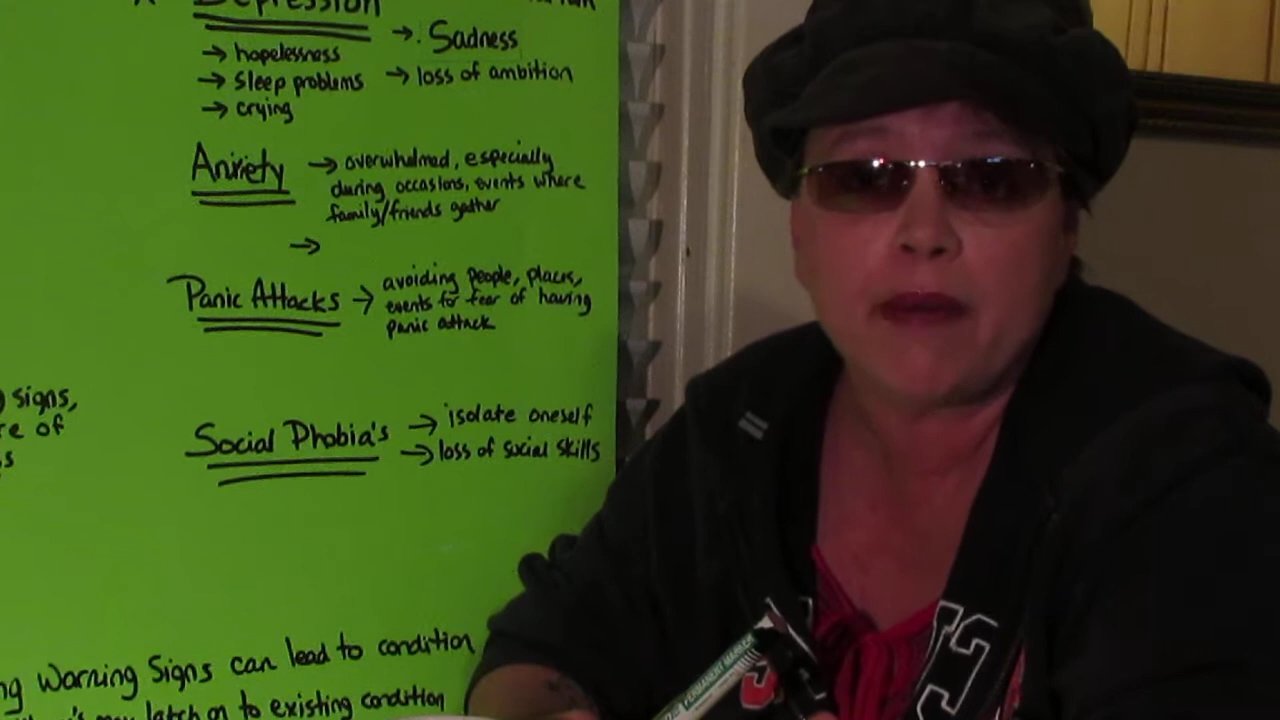 Depression
→ hopelessness
→ Sadness
→ sleep problems
→ loss of ambition
→ crying
Anxiety → overwhelmed, especially
during occasions, events where
family/friends gather
→
Panic Attacks → avoiding people, places,
events for fear of having
panic attack
signs,
of
Social Phobia's → isolate oneself
→ loss of social skills
Warning Signs can lead to condition
latch on to existing condition
PERMANENT MARKER